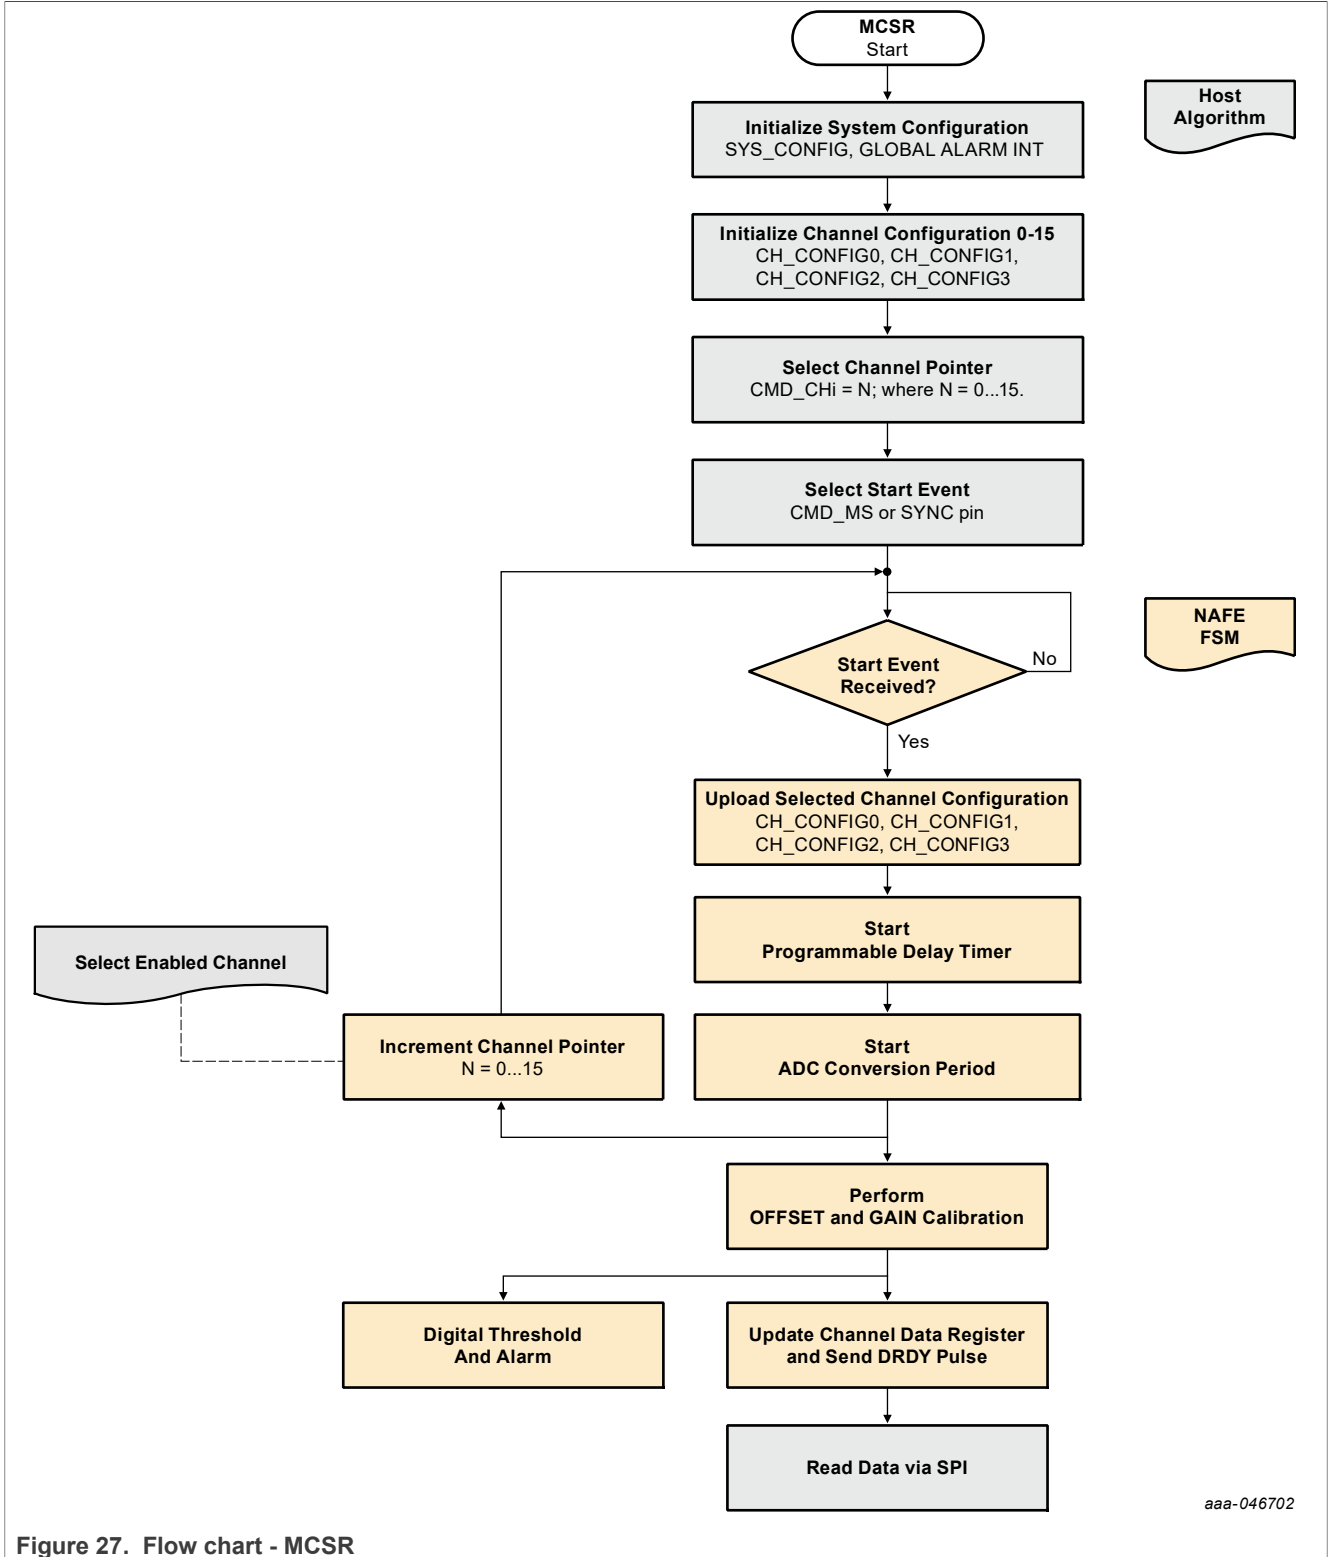 MCSR
Start
Host
Algorithm
Initialize System Configuration
SYS_CONFIG, GLOBAL ALARM INT
Initialize Channel Configuration 0-15
CH_CONFIG0, CH_CONFIG1,
CH_CONFIG2, CH_CONFIG3
Select Channel Pointer
CMD_CHi = N; where N = 0...15.
Select Start Event
CMD_MS or SYNC pin
NAFE
FSM
Start Event
Received?
No
Yes
Upload Selected Channel Configuration
CH_CONFIG0, CH_CONFIG1,
CH_CONFIG2, CH_CONFIG3
Start
Programmable Delay Timer
Select Enabled Channel
Increment Channel Pointer
N = 0...15
Start
ADC Conversion Period
Perform
OFFSET and GAIN Calibration
Digital Threshold
And Alarm
Update Channel Data Register
and Send DRDY Pulse
Read Data via SPI
aaa-046702
Figure 27. Flow chart - MCSR